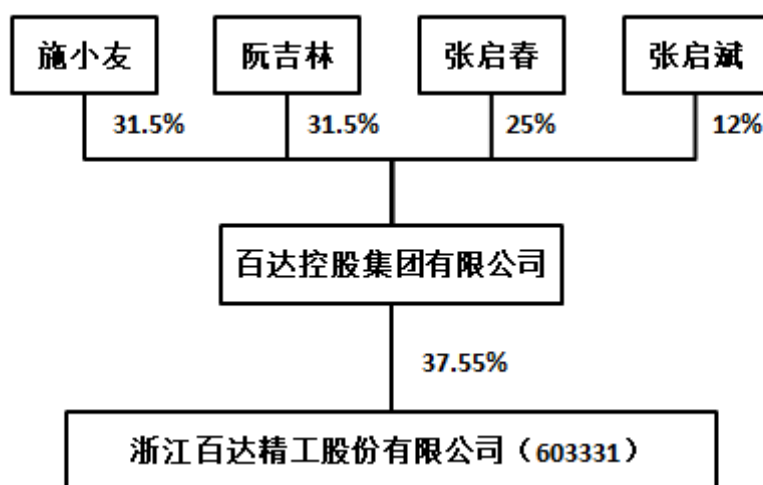 施小友 阮吉林 张启春 张启斌
31.5% 31.5% 25% 12%
百达控股集团有限公司
37.55%
浙江百达精工股份有限公司（603331）